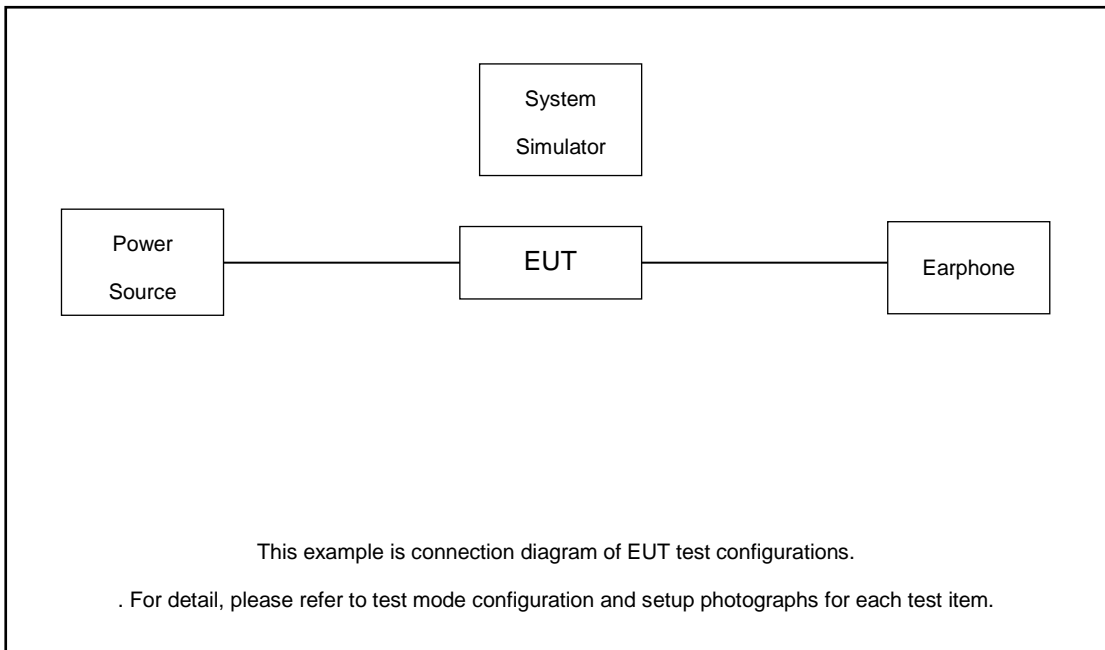 System
Simulator
Power
Source
EUT
Earphone
This example is connection diagram of EUT test configurations.
. For detail, please refer to test mode configuration and setup photographs for each test item.